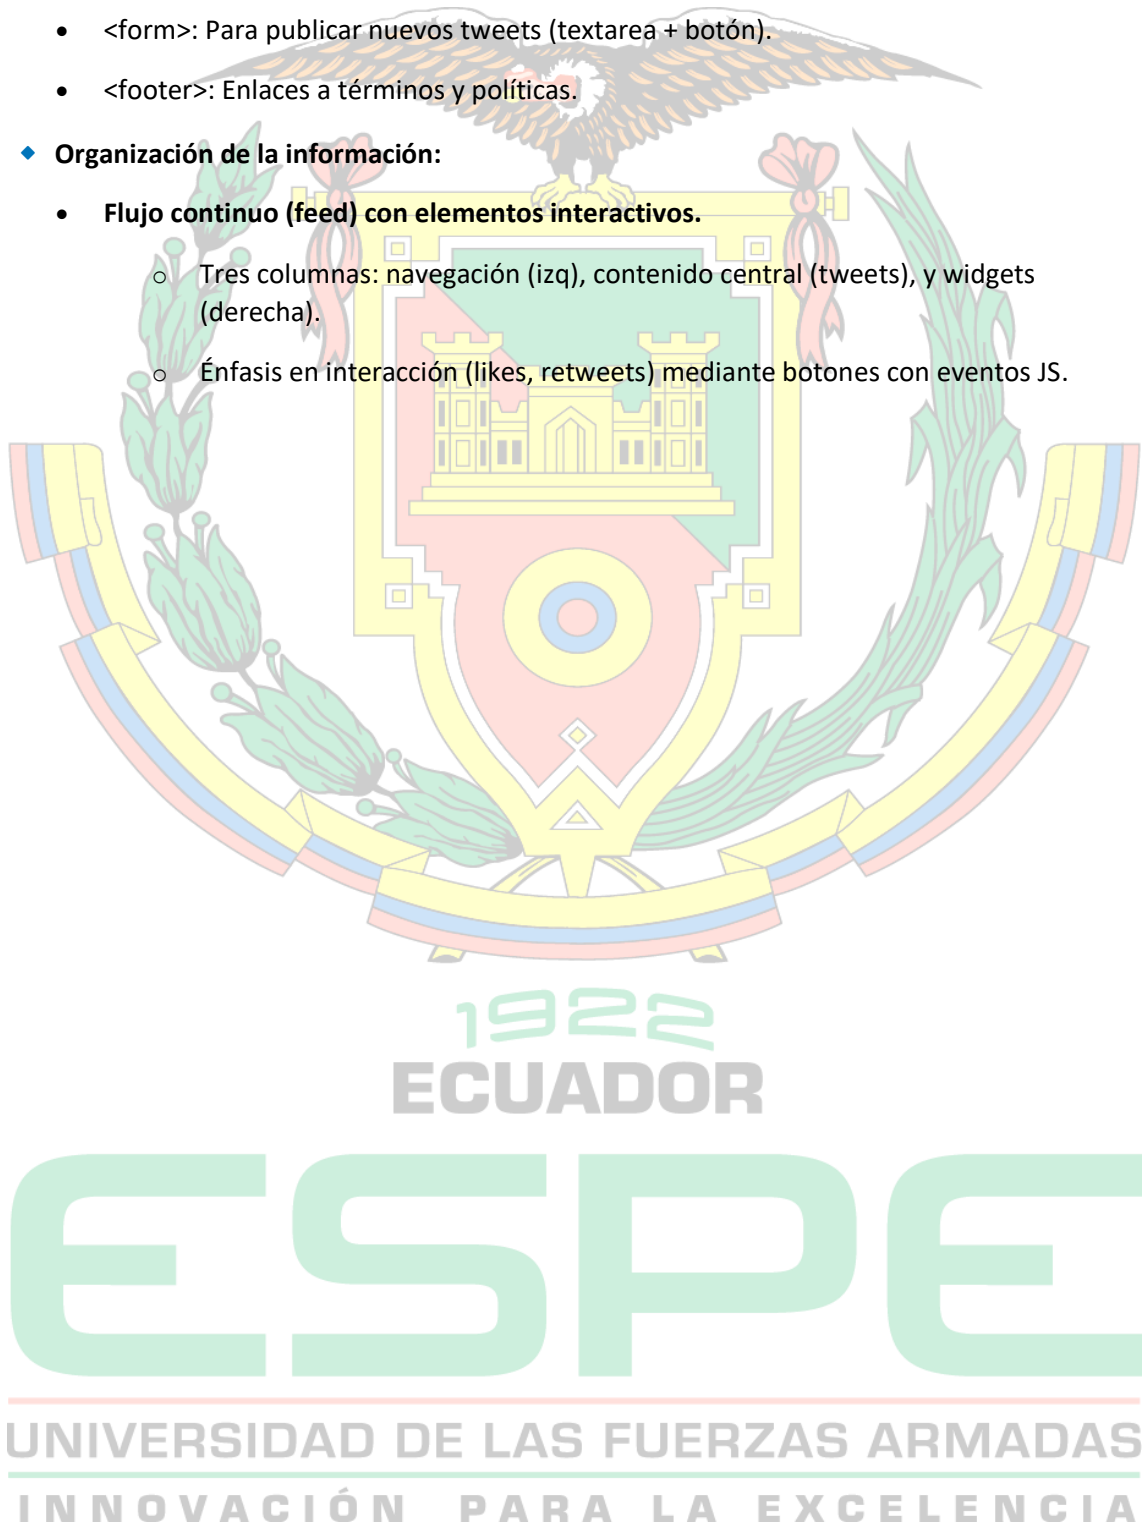 • <form>: Para publicar nuevos tweets (textarea + botón).
• <footer>: Enlaces a términos y políticas.
◆ Organización de la información:
• Flujo continuo (feed) con elementos interactivos.
o Tres columnas: navegación (izq), contenido central (tweets), y widgets
(derecha).
o Énfasis en interacción (likes, retweets) mediante botones con eventos JS.
1922
ECUADOR
ESPE
UNIVERSIDAD DE LAS FUERZAS ARMADAS
INNOVACIÓN PARA LA EXCELENCIA